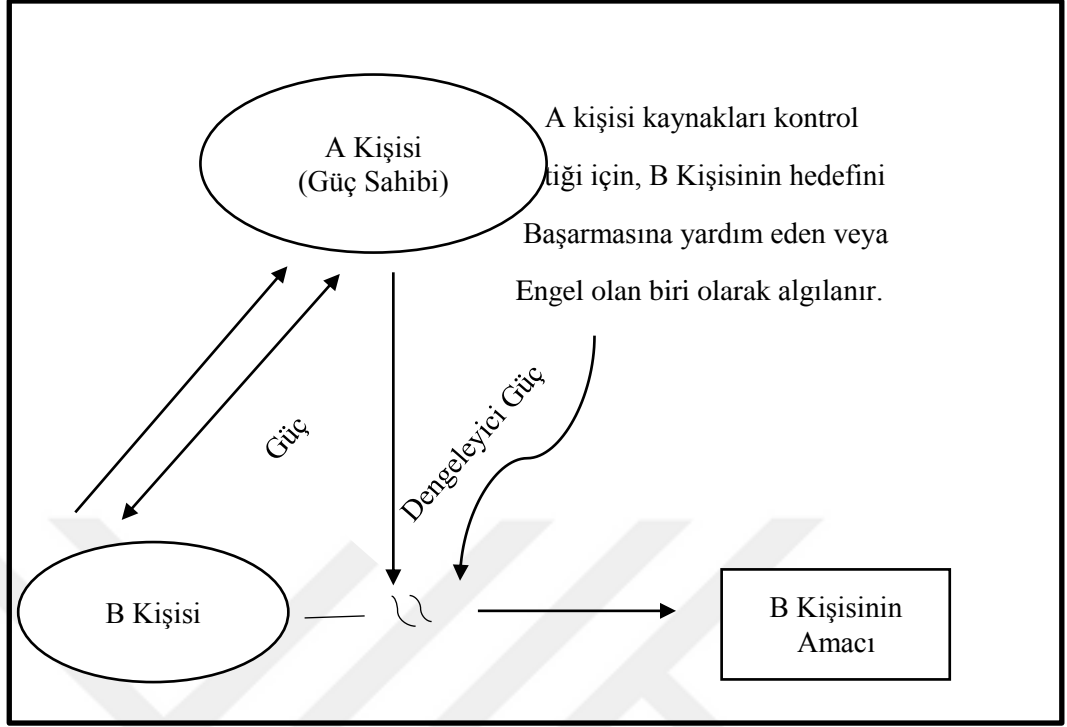 A Kişisi
(Güç Sahibi)
A kişisi kaynakları kontrol
tiği için, B Kişisinin hedefini
Başarmasına yardım eden veya
Engel olan biri olarak algılanır.
Güç
Dengeleyici Güç
B Kişisi
B Kişisinin
Amacı